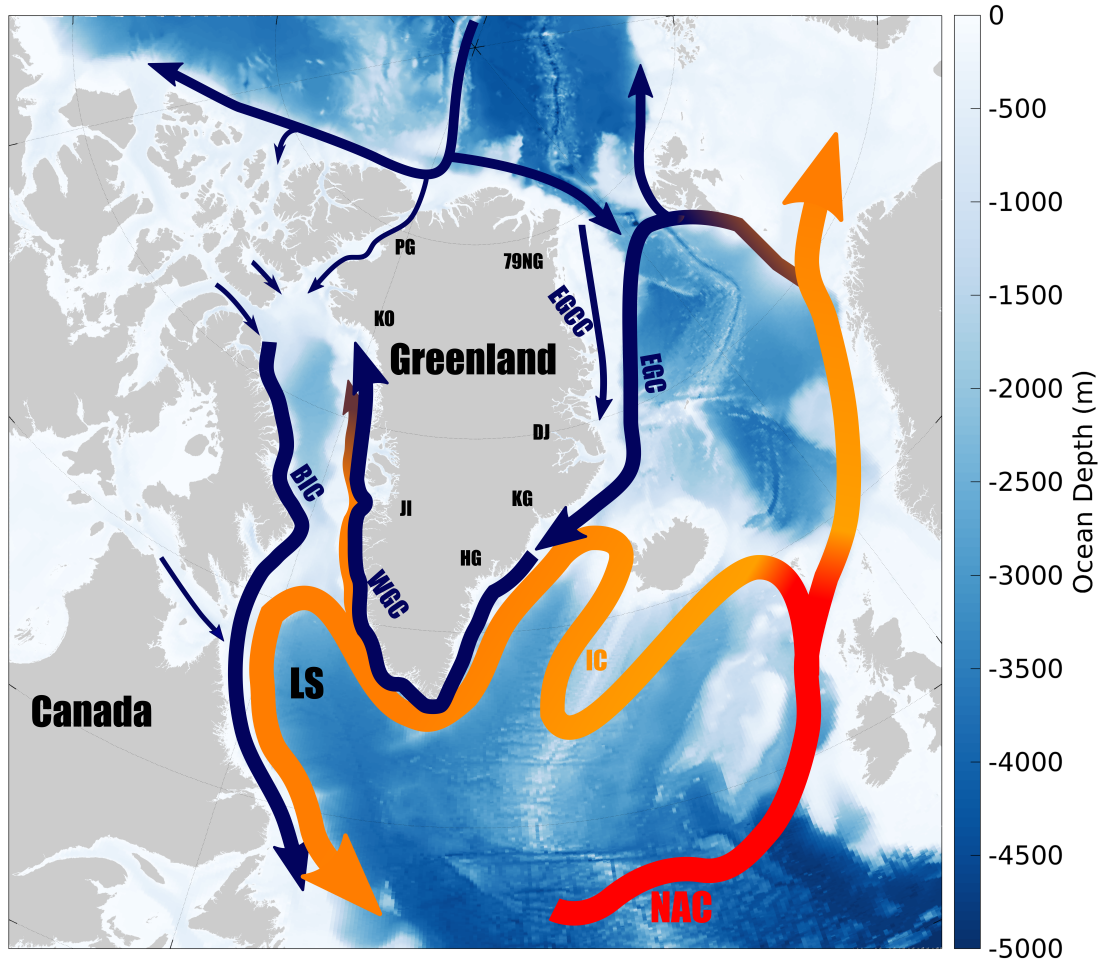 PG
79NG
EGCC
KO
Greenland
EGC
DJ
BIC
JI
KG
HG
WGC
IC
LS
Canada
NAC
0
-500
-1000
-1500
-2000
-2500
-3000
-3500
-4000
-4500
-5000
Ocean Depth (m)